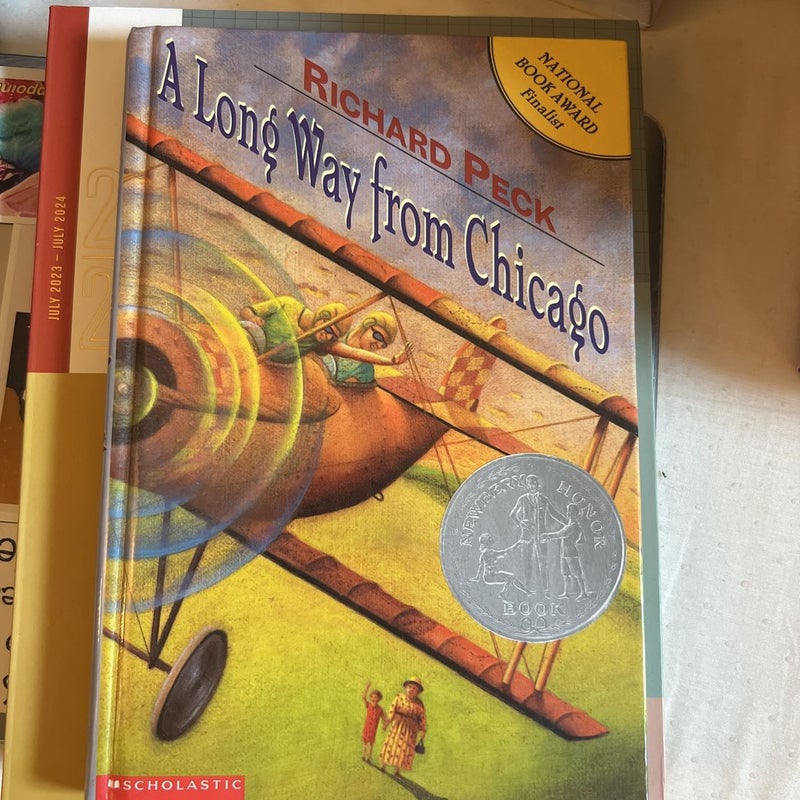 RICHARD PECK
A Long Way from Chicago
NATIONAL
BOOK AWARD
Finalist
NEWBERY HONOR
BOOK
SCHOLASTIC
JULY 2023 – JULY 2024